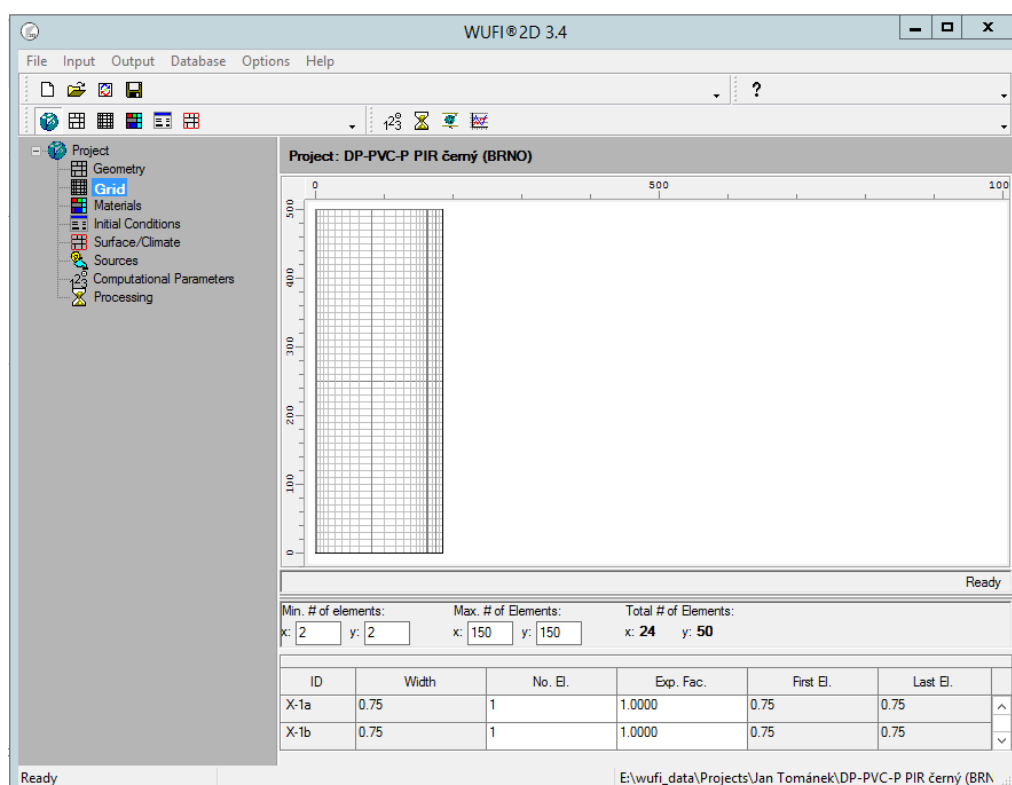 WUFI®2D 3.4
File Input Output Database Options Help
?
Project
Geometry
Grid
Materials
Initial Conditions
Surface/Climate
Sources
Computational Parameters
Processing
Project: DP-PVC-P PIR černý (BRNO)
0 500 100
500
400
300
200
100
0
Ready
Min. # of elements: Max. # of Elements: Total # of Elements:
x: 2 y: 2 x: 150 y: 150 x: 24 y: 50
ID Width No. El. Exp. Fac. First El. Last El.
X-1a 0.75 1 1.0000 0.75 0.75
X-1b 0.75 1 1.0000 0.75 0.75
Ready E:\wufi_data\Projects\Jan Tománek\DP-PVC-P PIR černý (BRN